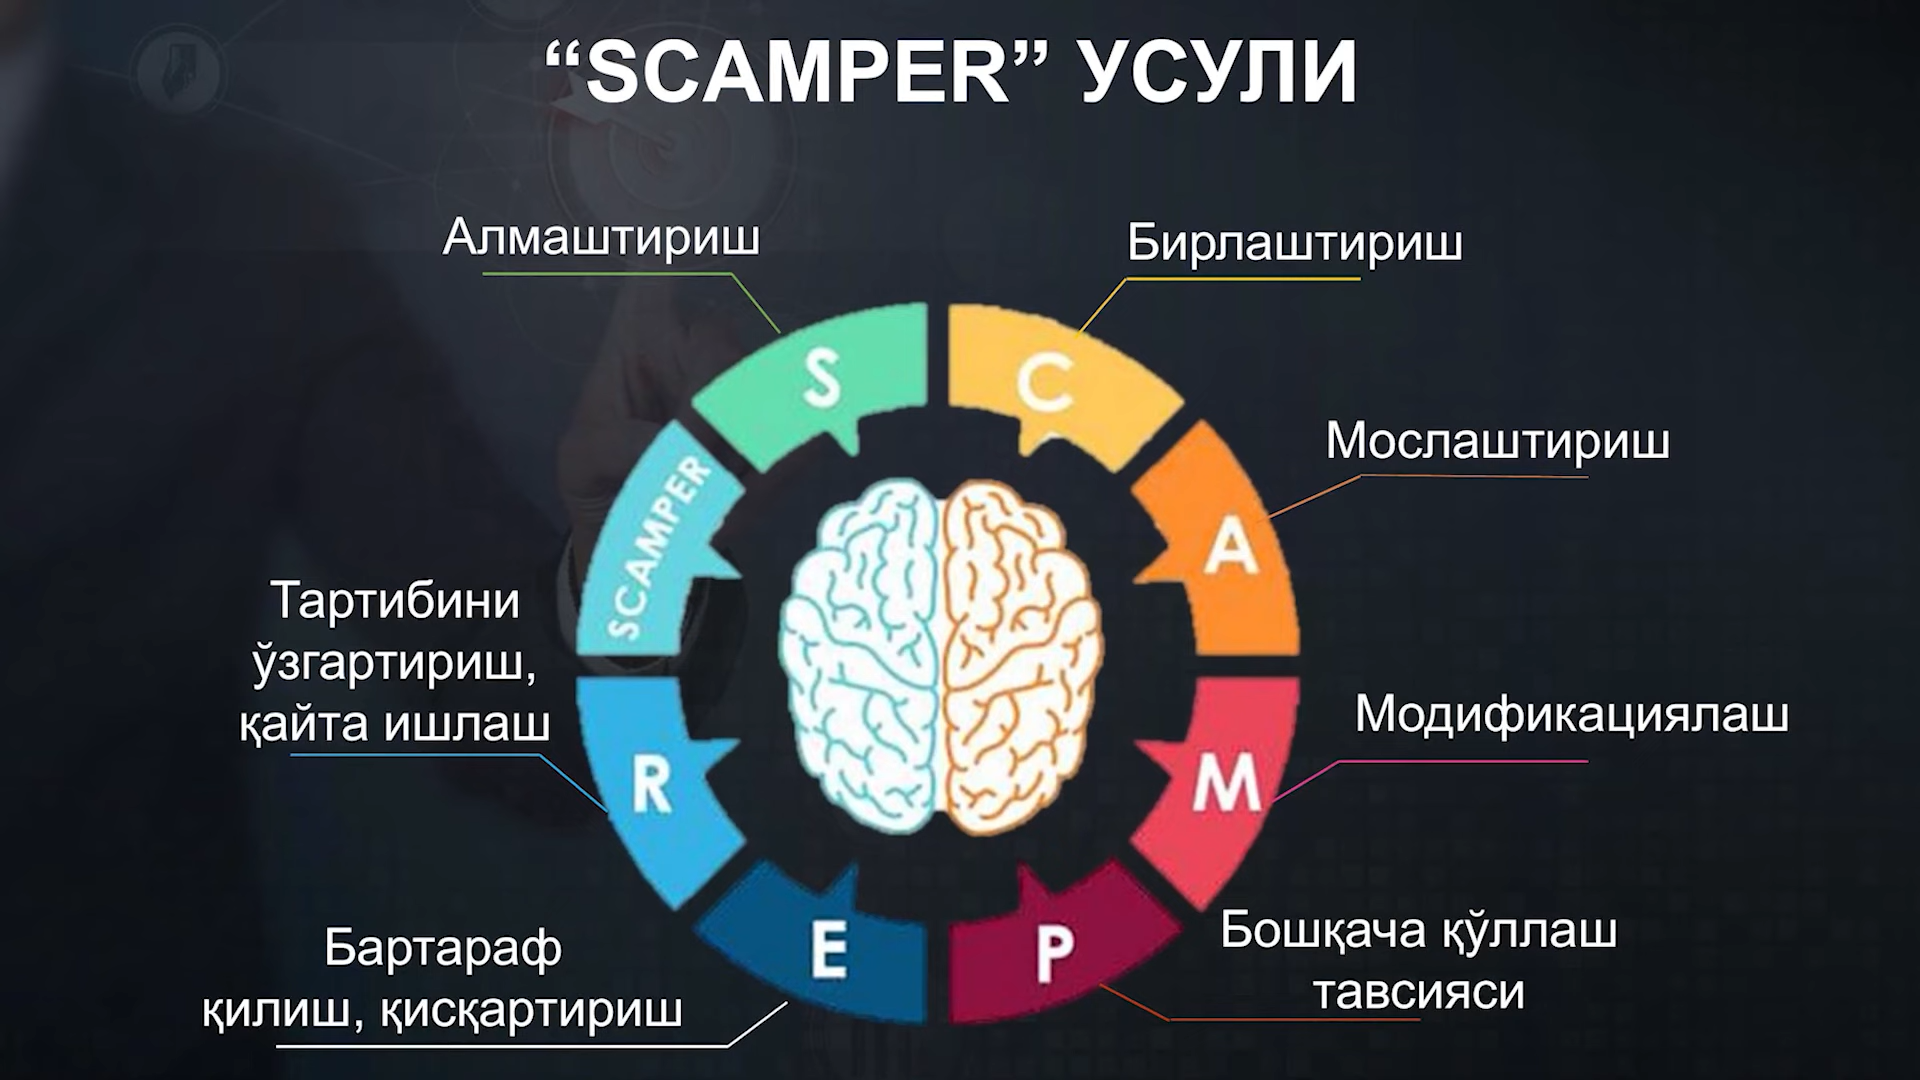 “SCAMPER” УСУЛИ
Алмаштириш
Бирлаштириш
S
C
Мослаштириш
SCAMPER
A
Тартибини
ўзгартириш,
қайта ишлаш
Модификациялаш
R
M
Бартараф
қилиш, қисқартириш
E
P
Бошқача қўллаш
тавсияси